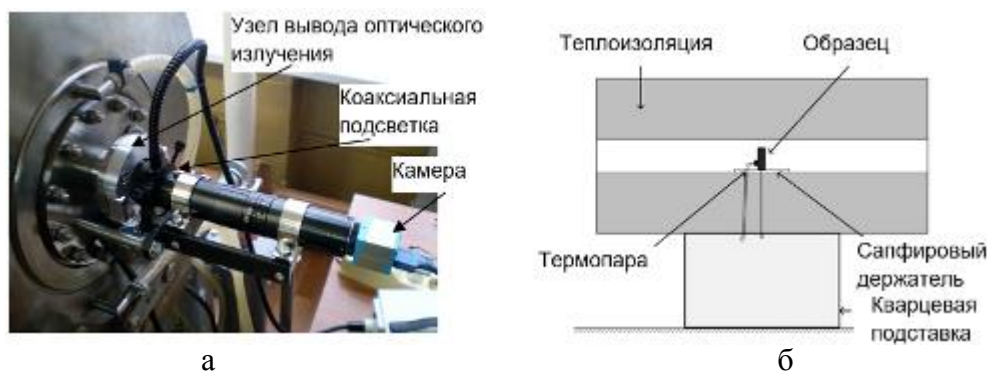 Узел вывода оптического
излучения
Коаксиальная
подсветка
Камера
а
Теплоизоляция
Образец
Термопара
Сапфировый
держатель
Кварцевая
подставка
б